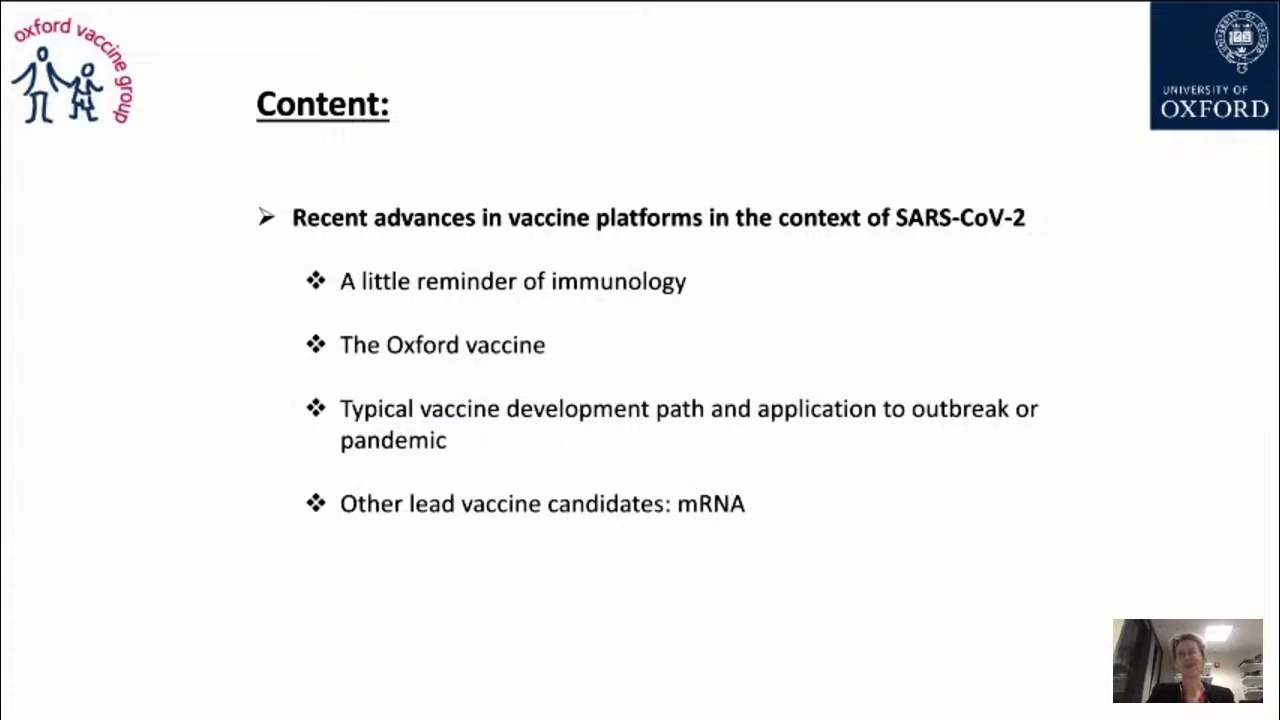 oxford vaccine group
UNIVERSITY OF
OXFORD
Content:
➢ Recent advances in vaccine platforms in the context of SARS-CoV-2
❖ A little reminder of immunology
❖ The Oxford vaccine
❖ Typical vaccine development path and application to outbreak or
pandemic
❖ Other lead vaccine candidates: mRNA